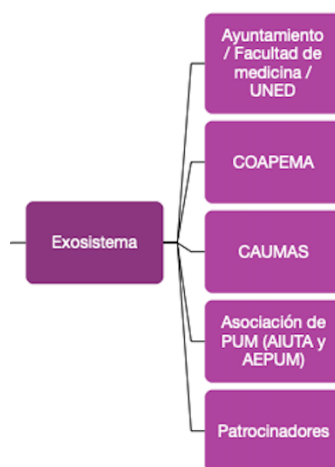 Ayuntamiento
/ Facultad de
medicina /
UNED
COAPEMA
Exosistema
CAUMAS
Asociación de
PUM (AIUTA y
AEPUM)
Patrocinadores